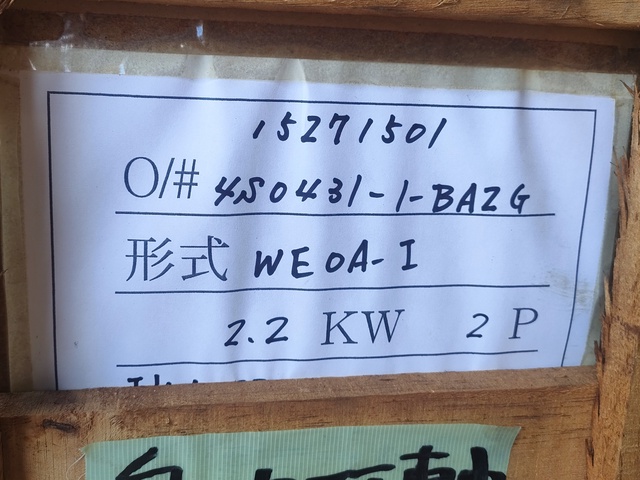 15271501
O/# 4S0431-1-BAZG
形式 WEOA-I
2.2 KW 2 P